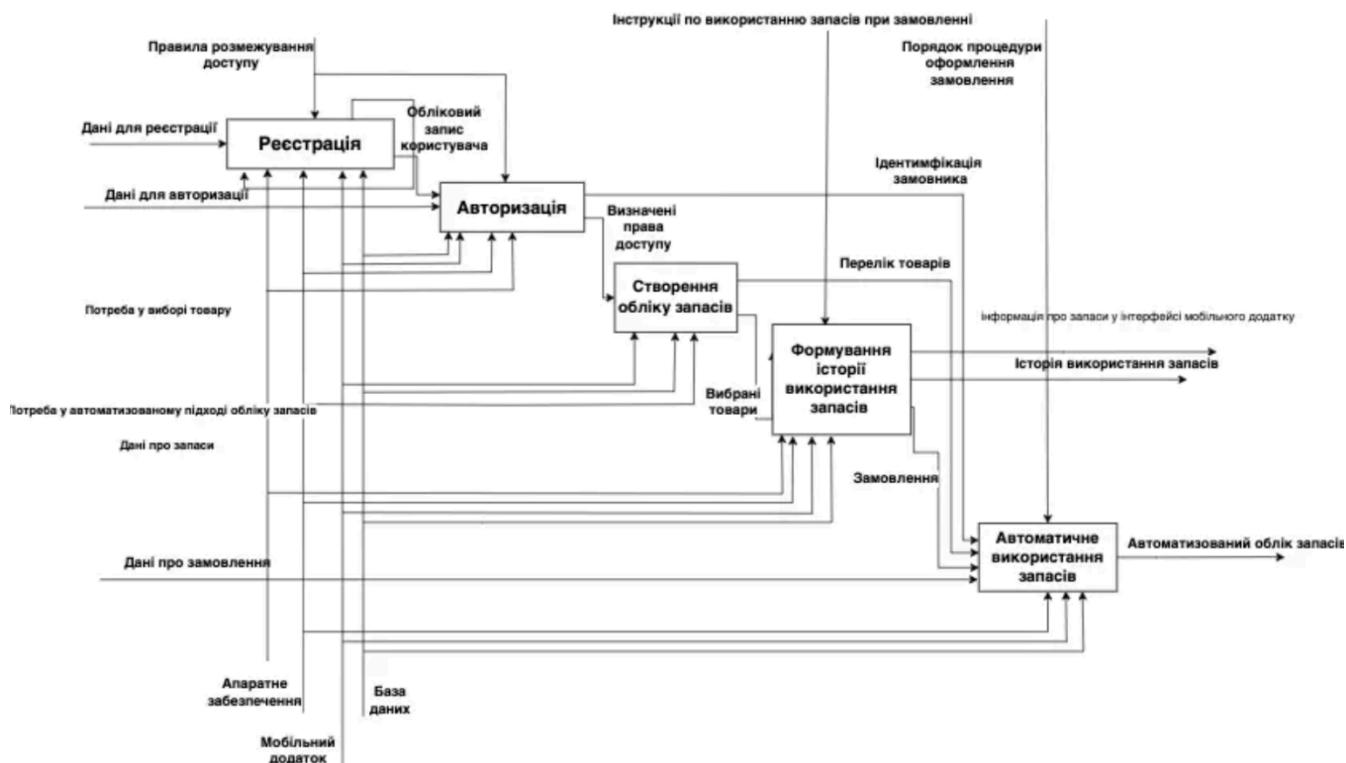 Інструкції по використанню запасів при замовленні
Правила розмежування
доступу
Порядок процедури
оформлення
замовлення
Дані для реєстрації
Реєстрація
Обліковий
запис
користувача
Ідентимфікація
замовника
Дані для авторизації
Авторизація
Визначені
права
доступу
Перелік товарів
Створення
обліку запасів
Потреба у виборі товару
інформація про запаси у інтерфейсі мобільного додатку
Формування
історії
використання
запасів
Історія використання запасів
Вибрані
товари
Потреба у автоматизованому підході обліку запасів
Дані про запаси
Замовлення
Автоматичне
використання
запасів
Автоматизований облік запасів
Дані про замовлення
Апаратне
забезпечення
База
даних
Мобільний
додаток